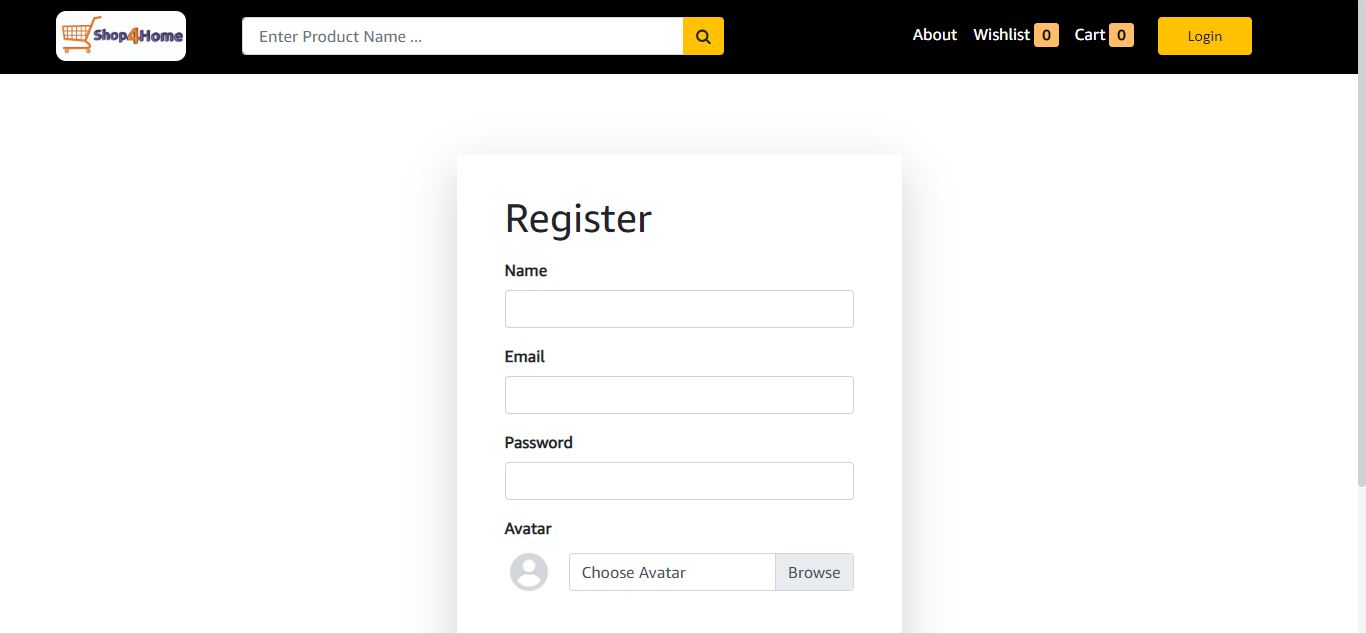 Shop4Home
Enter Product Name ...
About Wishlist 0 Cart 0 Login
Register
Name
Email
Password
Avatar
Choose Avatar Browse